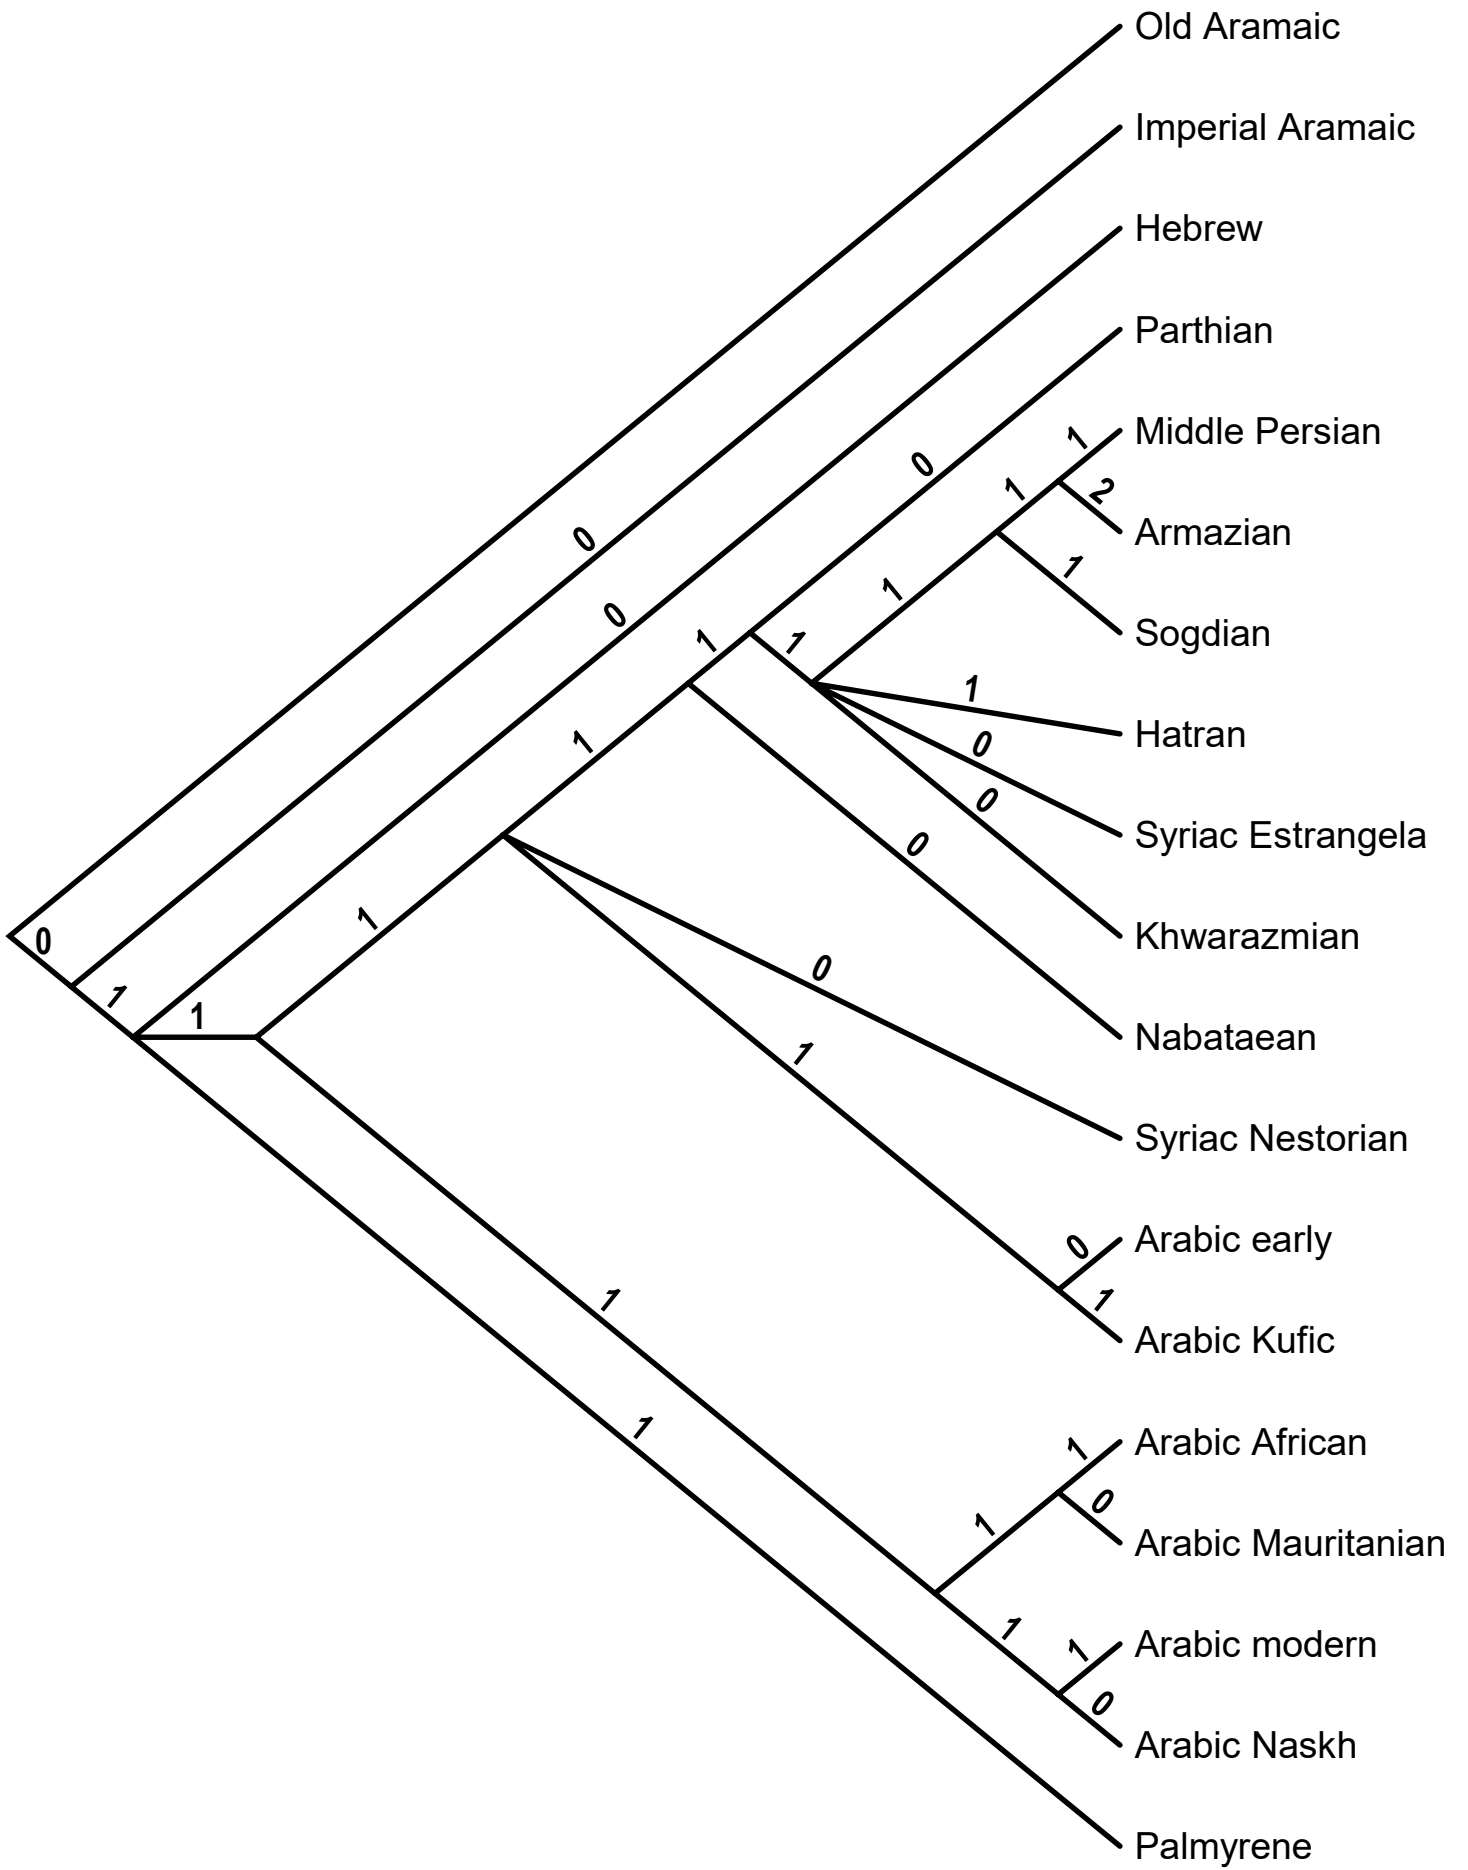 Old Aramaic
Imperial Aramaic
Hebrew
Parthian
1 Middle Persian
0
1 2
Armazian
0
1
1
Sogdian
0
1 1
1
Hatran
1
0
0
Syriac Estrangela
0
1
0
Khwarazmian
0
1
1
Nabataean
1
Syriac Nestorian
0 Arabic early
1
1
Arabic Kufic
1
1 Arabic African
0
1
Arabic Mauritanian
1
1 Arabic modern
0
Arabic Naskh
Palmyrene